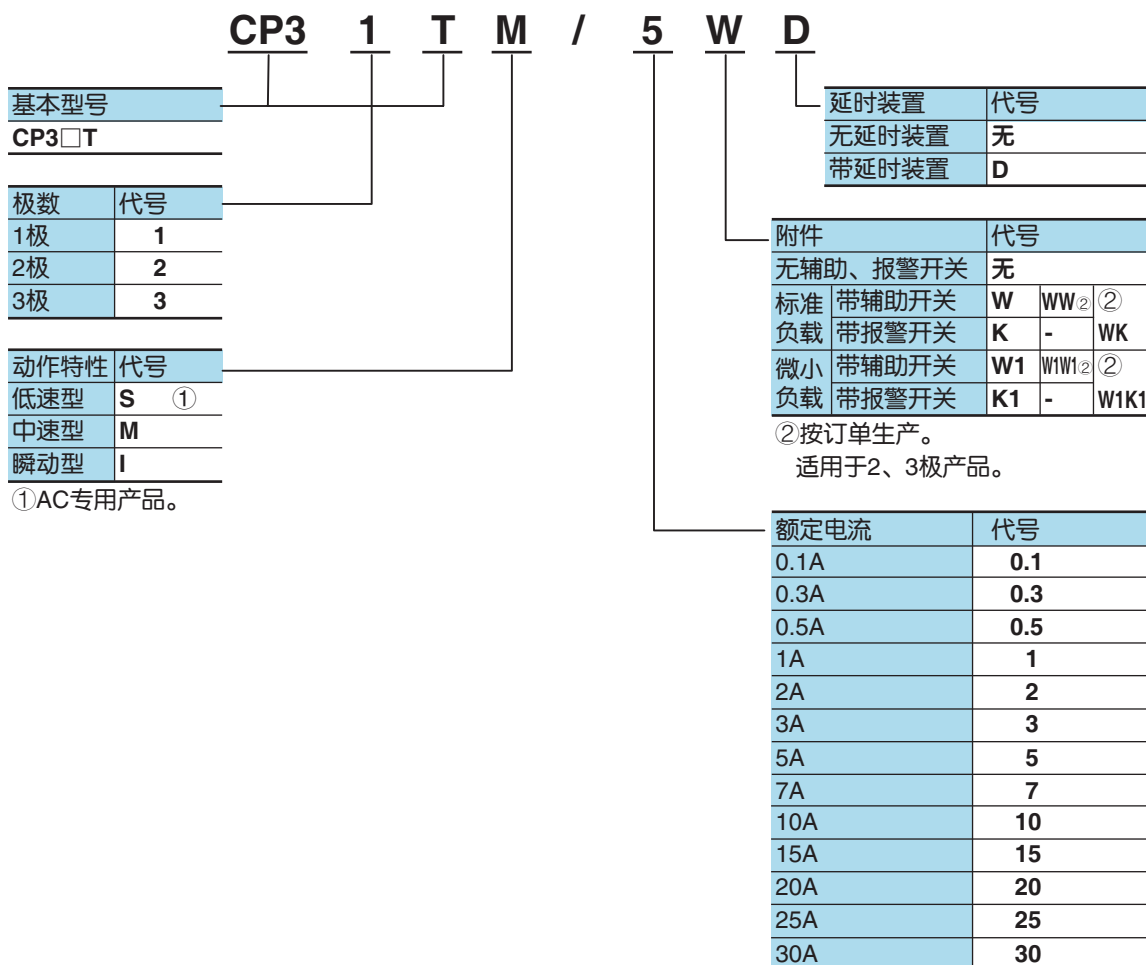 CP3 1 T M / 5 W D
基本型号
CP3□T
极数 代号
1极 1
2极 2
3极 3
动作特性 代号
低速型 S ①
中速型 M
瞬动型 I
①AC专用产品。
延时装置 代号
无延时装置 无
带延时装置 D
附件 代号
无辅助、报警开关 无
标准 带辅助开关 W WW② ②
负载 带报警开关 K - WK
微小 带辅助开关 W1 W1W1② ②
负载 带报警开关 K1 - W1K1
②按订单生产。
适用于2、3极产品。
额定电流 代号
0.1A 0.1
0.3A 0.3
0.5A 0.5
1A 1
2A 2
3A 3
5A 5
7A 7
10A 10
15A 15
20A 20
25A 25
30A 30